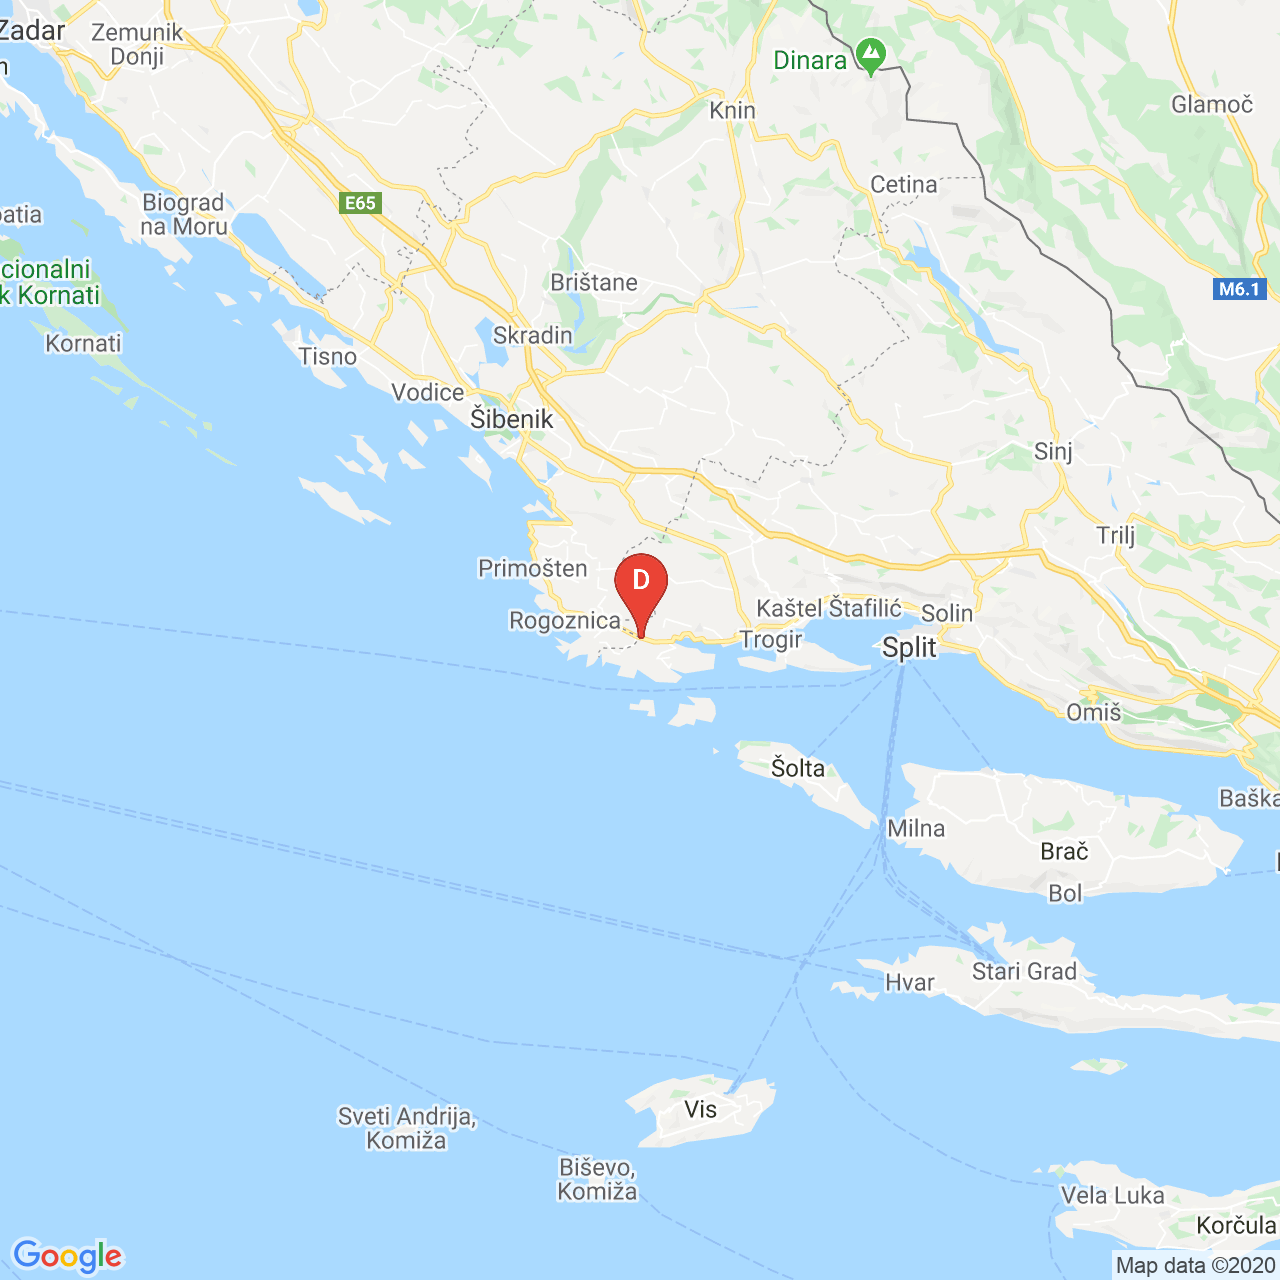 Zadar
Zemunik
Donji
Dinara
Knin
Glamoč
Cetina
Biograd
na Moru
E65
patia
cionalni
k Kornati
M6.1
Brištane
Kornati
Skradin
Tisno
Vodice
Šibenik
Sinj
Trilj
Primošten
D
Kaštel Štafilić
Solin
Rogoznica
Trogir
Split
Omiš
Šolta
Baška
Milna
Brač
Bol
Stari Grad
Hvar
Vis
Sveti Andrija,
Komiža
Biševo,
Komiža
Vela Luka
Korčula
Google
Map data ©2020